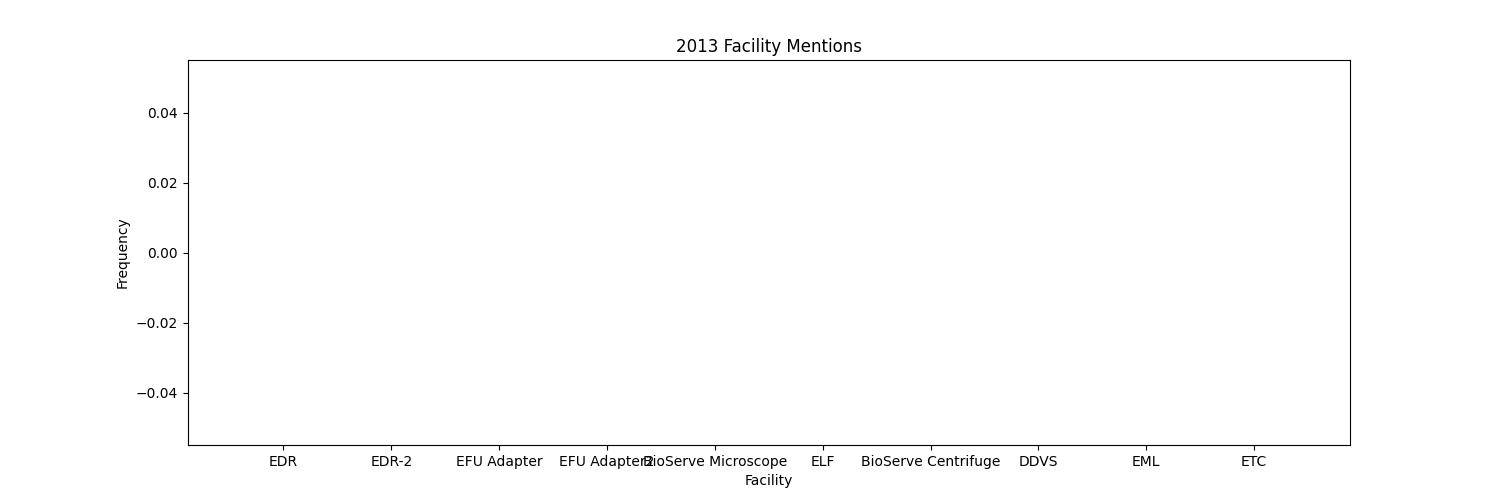 2013 Facility Mentions
0.04
0.02
0.00
−0.02
−0.04
Frequency
EDR EDR-2 EFU Adapter EFU Adapter2 BioServe Microscope ELF BioServe Centrifuge DDVS EML ETC
Facility